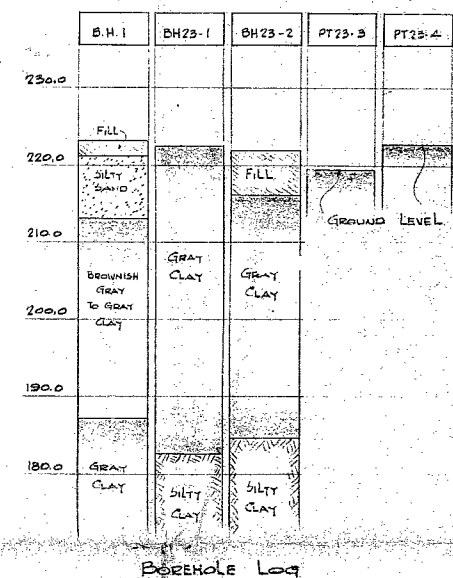 B.H.1
BH23-1
BH23-2
PT23-3
PT23-4
230.0
220.0
210.0
200.0
190.0
180.0
FILL
SILTY
SAND
BROWNISH
GRAY
TO GRAY
CLAY
GRAY
CLAY
GRAY
CLAY
SILTY
CLAY
FILL
GRAY
CLAY
SILTY
CLAY
GROUND LEVEL
BOREHOLE LOG